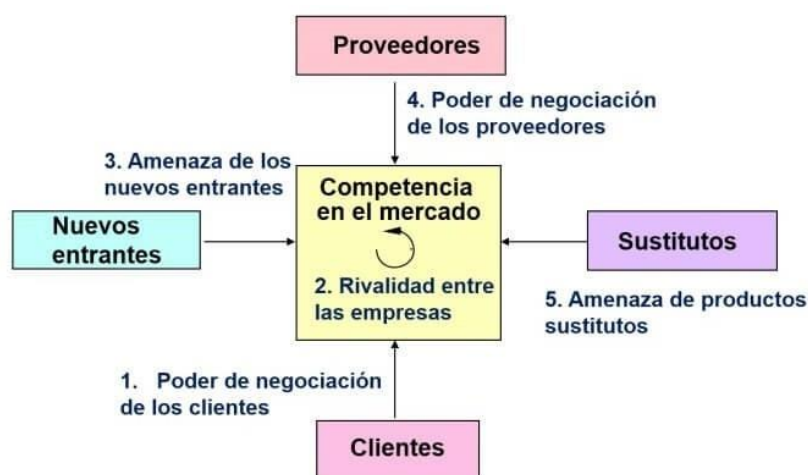 Proveedores
4. Poder de negociación
de los proveedores
3. Amenaza de los
nuevos entrantes
Competencia
en el mercado
Nuevos
entrantes
Sustitutos
2. Rivalidad entre
las empresas
5. Amenaza de productos
sustitutos
1. Poder de negociación
de los clientes
Clientes